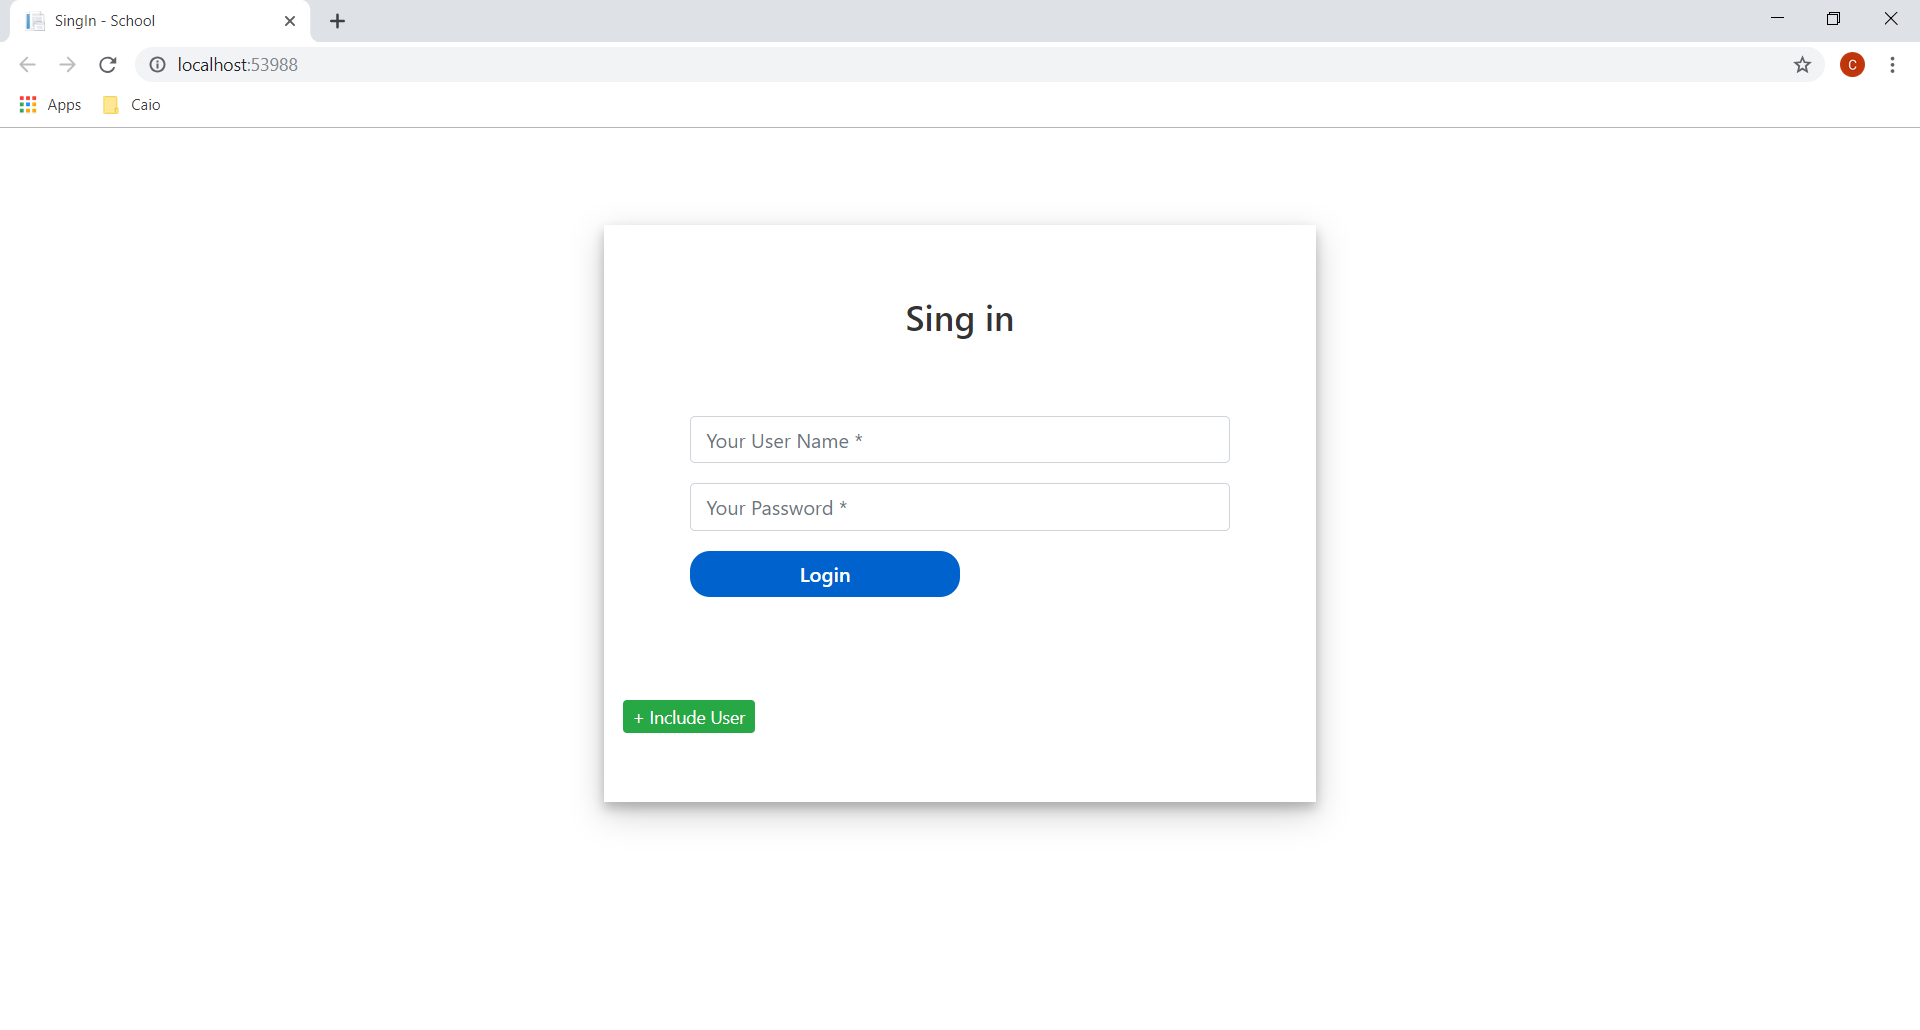 SingIn - School
localhost:53988
C
Apps
Caio
Sing in
Your User Name *
Your Password *
Login
+ Include User